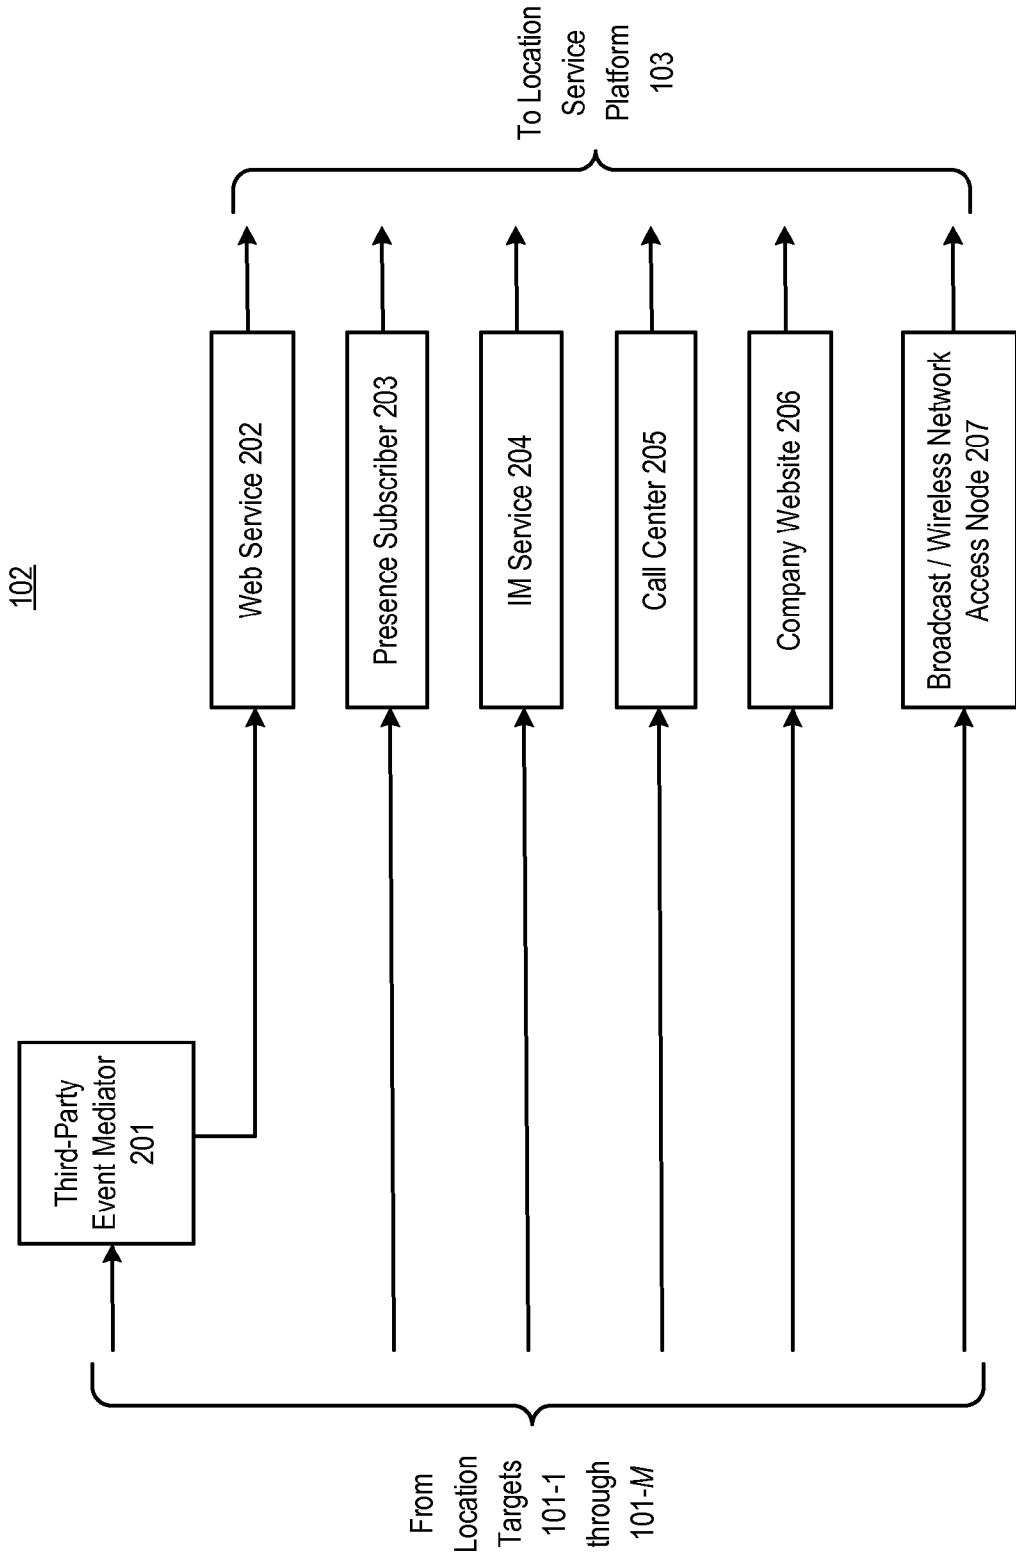 102
From
Location
Targets
101-1
through
101-M
Third-Party
Event Mediator
201
Web Service 202
Presence Subscriber 203
IM Service 204
Call Center 205
Company Website 206
Broadcast / Wireless Network
Access Node 207
To Location
Service
Platform
103